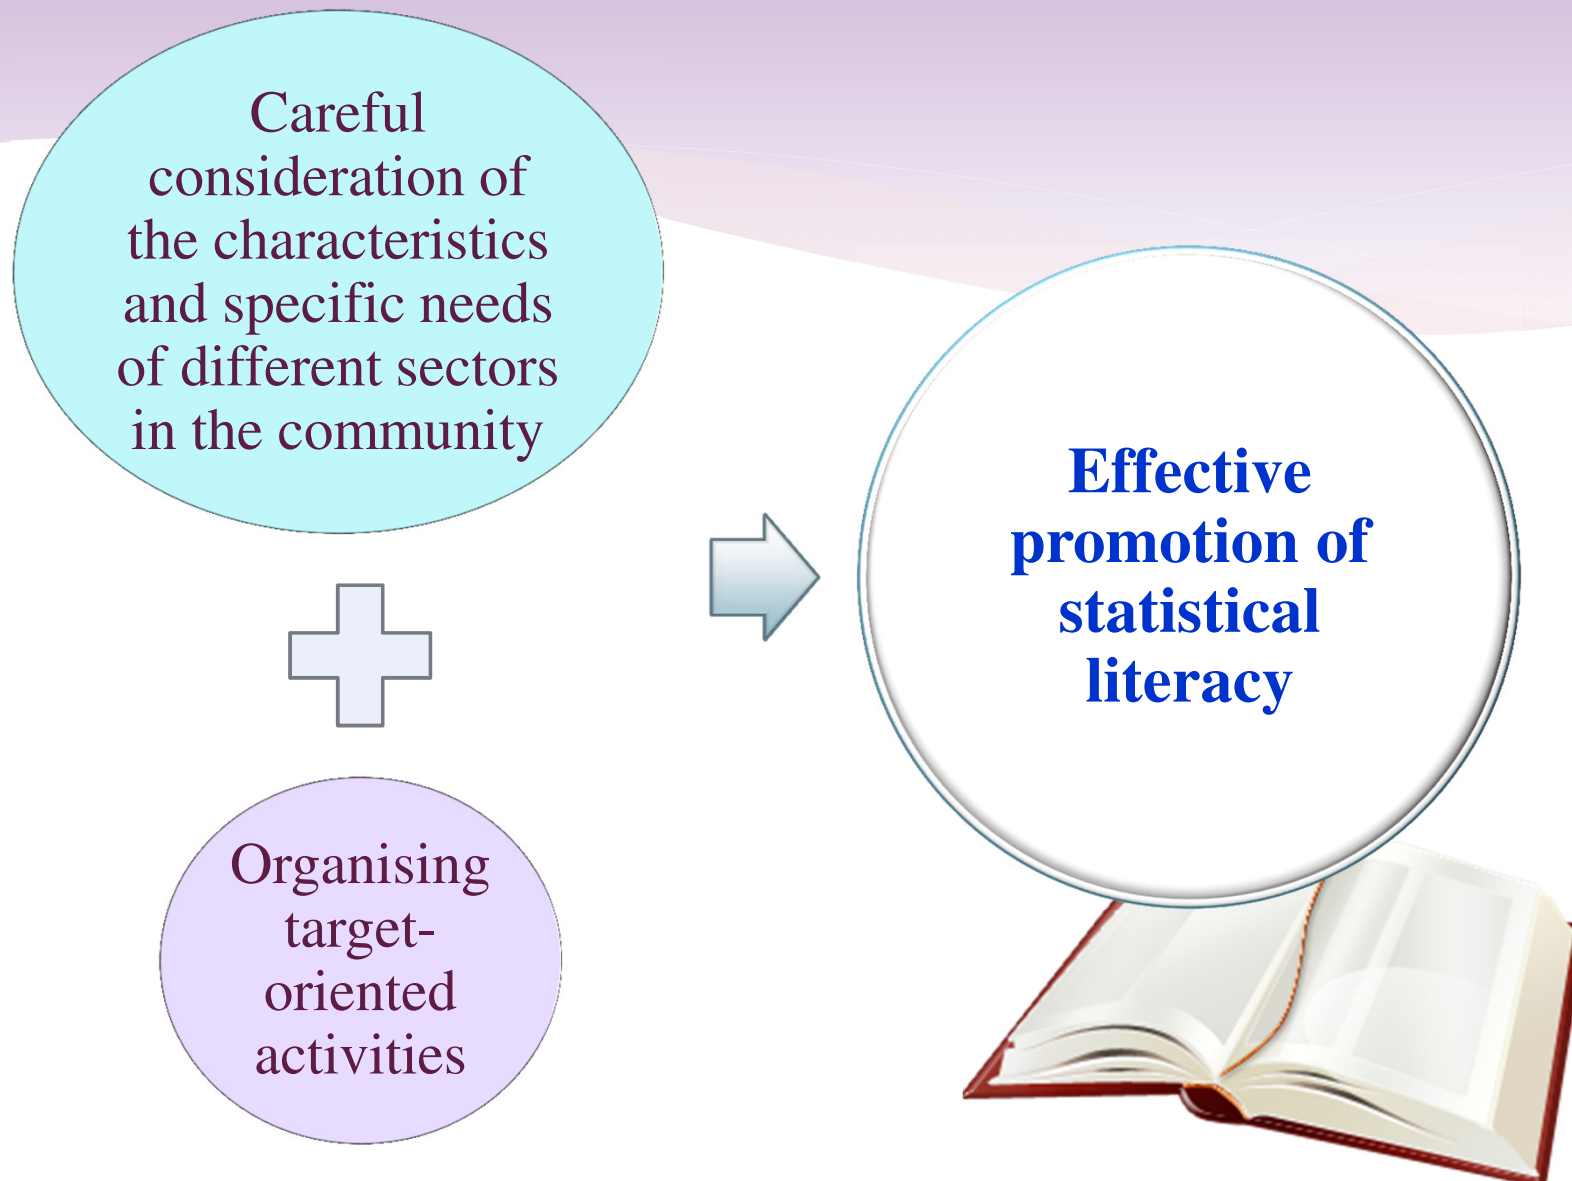 Careful
consideration of
the characteristics
and specific needs
of different sectors
in the community
Organising
target-
oriented
activities
Effective
promotion of
statistical
literacy